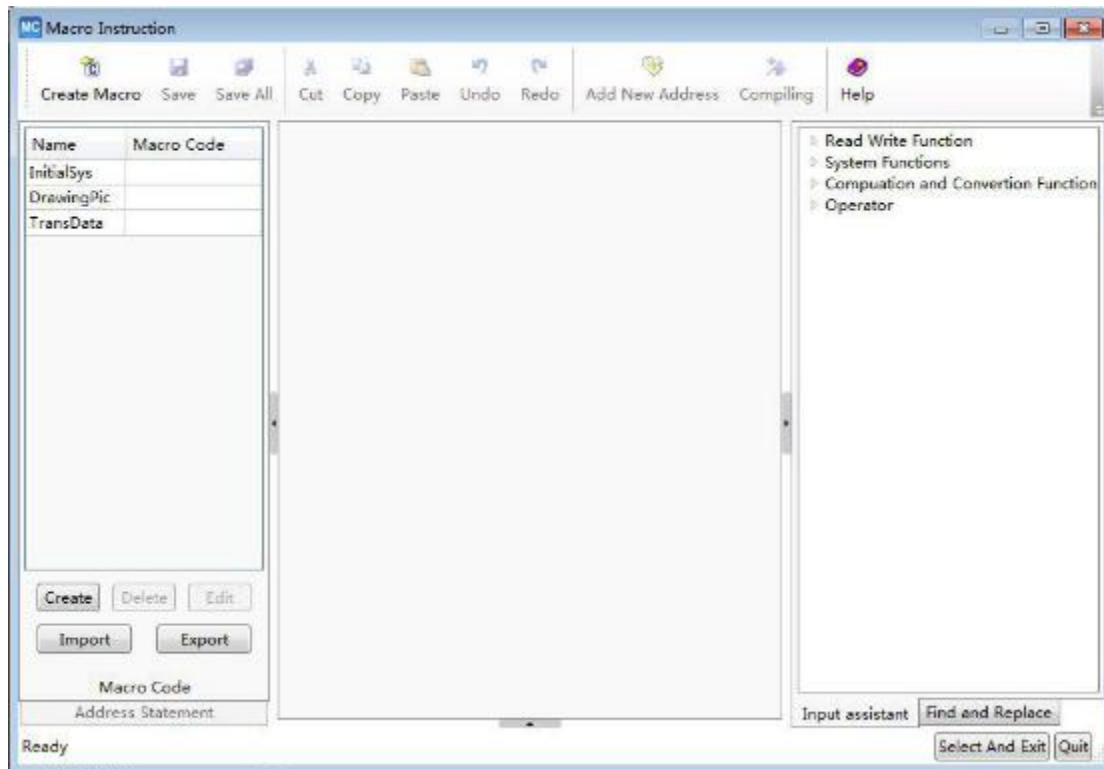 MC Macro Instruction
Create Macro Save Save All Cut Copy Paste Undo Redo Add New Address Compiling Help
Name Macro Code
InitialSys
DrawingPic
TransData
Create Delete Edit
Import Export
Macro Code
Address Statement
Read Write Function
System Functions
Compuation and Convertion Function
Operator
Input assistant Find and Replace
Ready
Select And Exit Quit